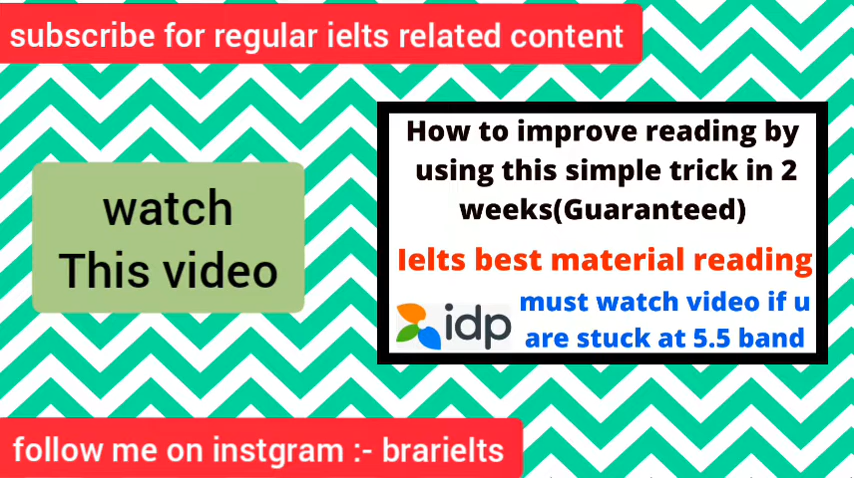 subscribe for regular ielts related content
How to improve reading by
using this simple trick in 2
weeks(Guaranteed)
watch
This video
Ielts best material reading
idp
must watch video if u
are stuck at 5.5 band
follow me on instgram :- brarielts